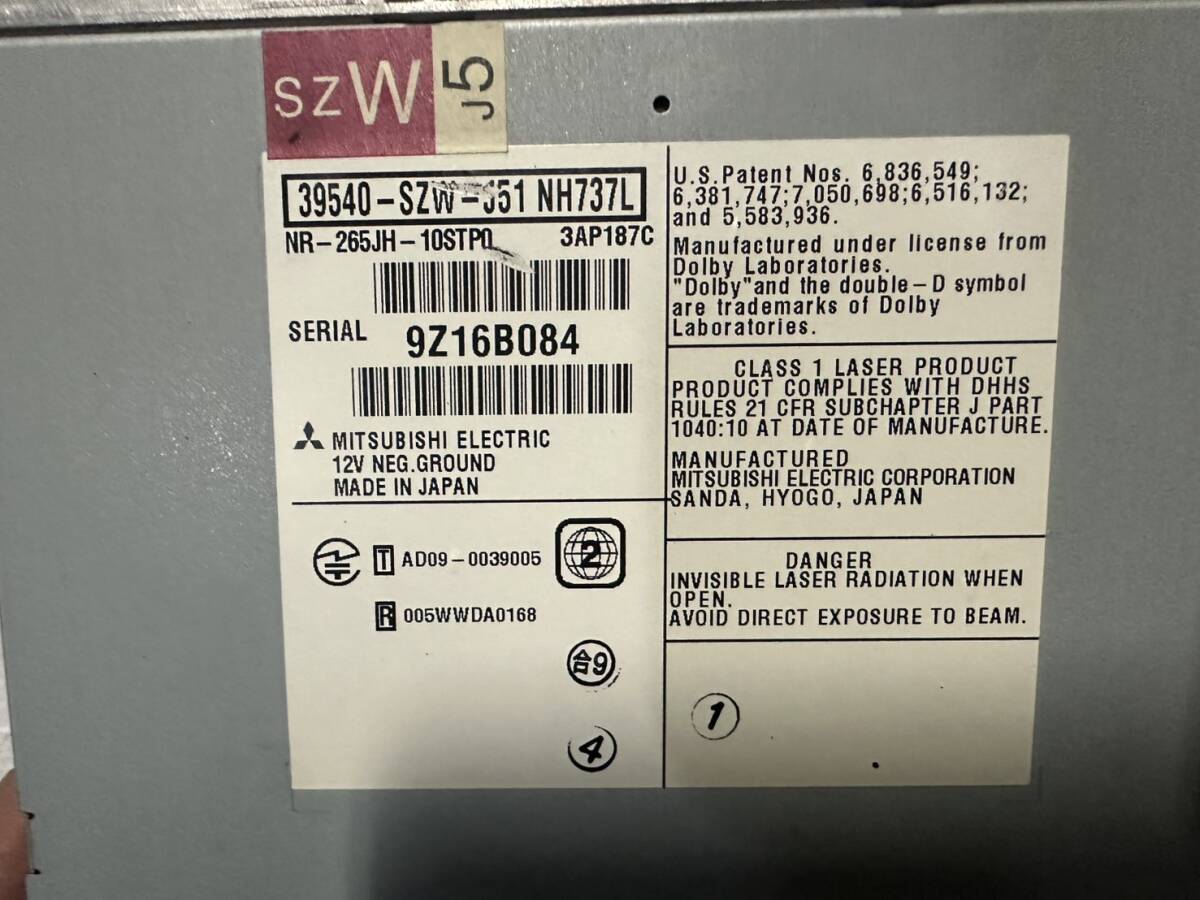 SZW J5
39540-SZW-J51 NH737L
NR-265JH-10STP0 3AP187C
SERIAL 9Z16B084
MITSUBISHI ELECTRIC
12V NEG.GROUND
MADE IN JAPAN
T AD09-0039005
2
R 005WWDA0168
合9
4
U.S.Patent Nos. 6,836,549;
6,381,747;7,050,698;6,516,132;
and 5,583,936.
Manufactured under license from
Dolby Laboratories.
"Dolby"and the double-D symbol
are trademarks of Dolby
Laboratories.
CLASS 1 LASER PRODUCT
PRODUCT COMPLIES WITH DHHS
RULES 21 CFR SUBCHAPTER J PART
1040:10 AT DATE OF MANUFACTURE.
MANUFACTURED
MITSUBISHI ELECTRIC CORPORATION
SANDA, HYOGO, JAPAN
DANGER
INVISIBLE LASER RADIATION WHEN
OPEN.
AVOID DIRECT EXPOSURE TO BEAM.
1